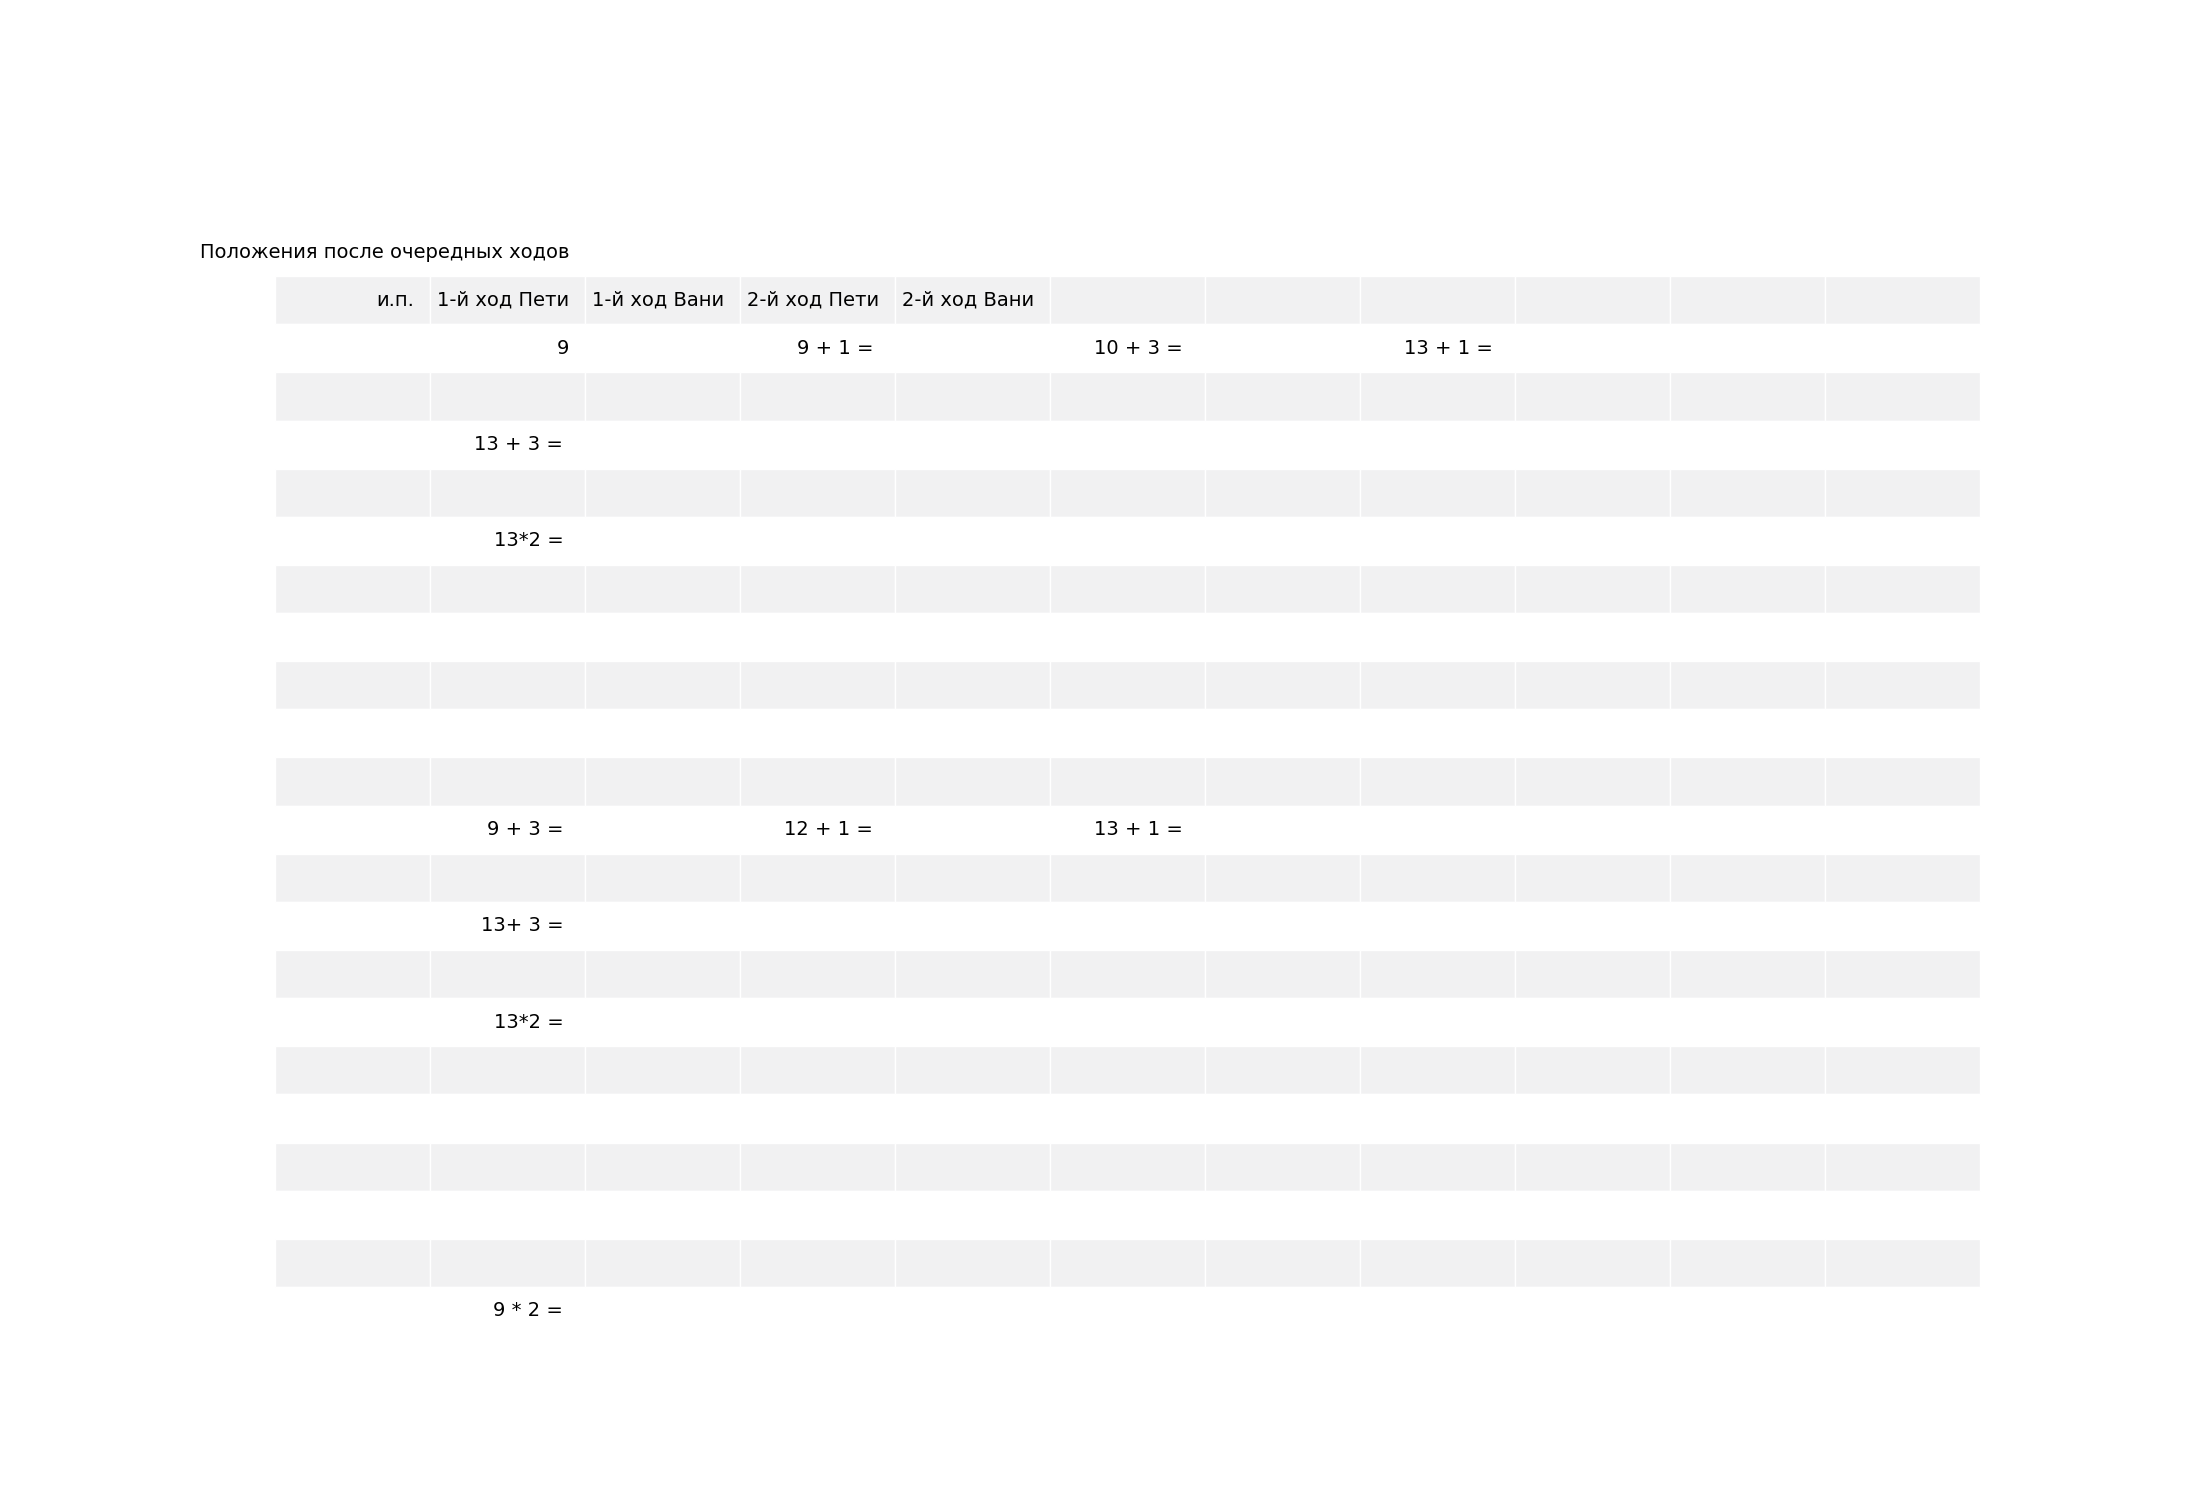 Положения после очередных ходов
и.п. 1-й ход Пети 1-й ход Вани 2-й ход Пети 2-й ход Вани
9 9 + 1 = 10 + 3 = 13 + 1 =
13 + 3 =
13*2 =
9 + 3 = 12 + 1 = 13 + 1 =
13+ 3 =
13*2 =
9 * 2 =